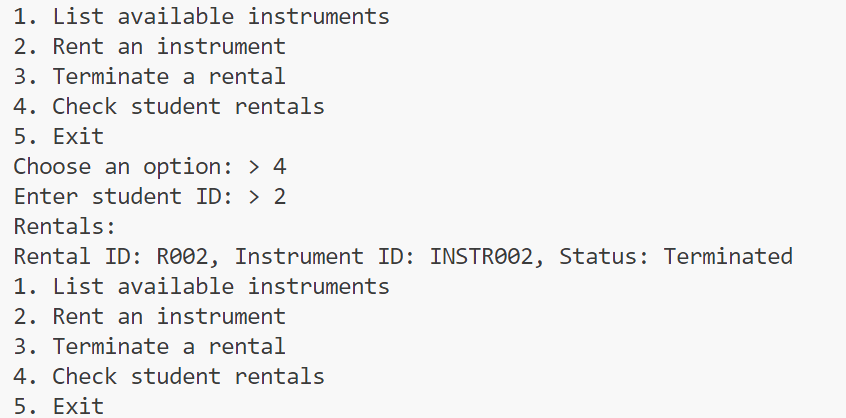 1. List available instruments
2. Rent an instrument
3. Terminate a rental
4. Check student rentals
5. Exit
Choose an option: > 4
Enter student ID: > 2
Rentals:
Rental ID: R002, Instrument ID: INSTR002, Status: Terminated
1. List available instruments
2. Rent an instrument
3. Terminate a rental
4. Check student rentals
5. Exit